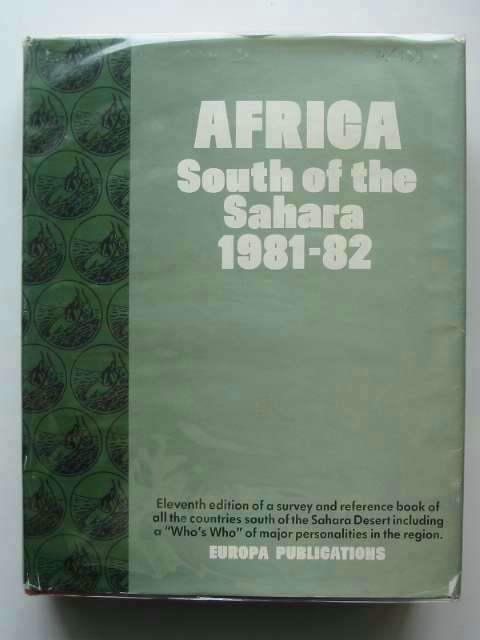 AFRICA
South of the
Sahara
1981-82
Eleventh edition of a survey and reference book of
all the countries south of the Sahara Desert including
a "Who's Who" of major personalities in the region.
EUROPA PUBLICATIONS